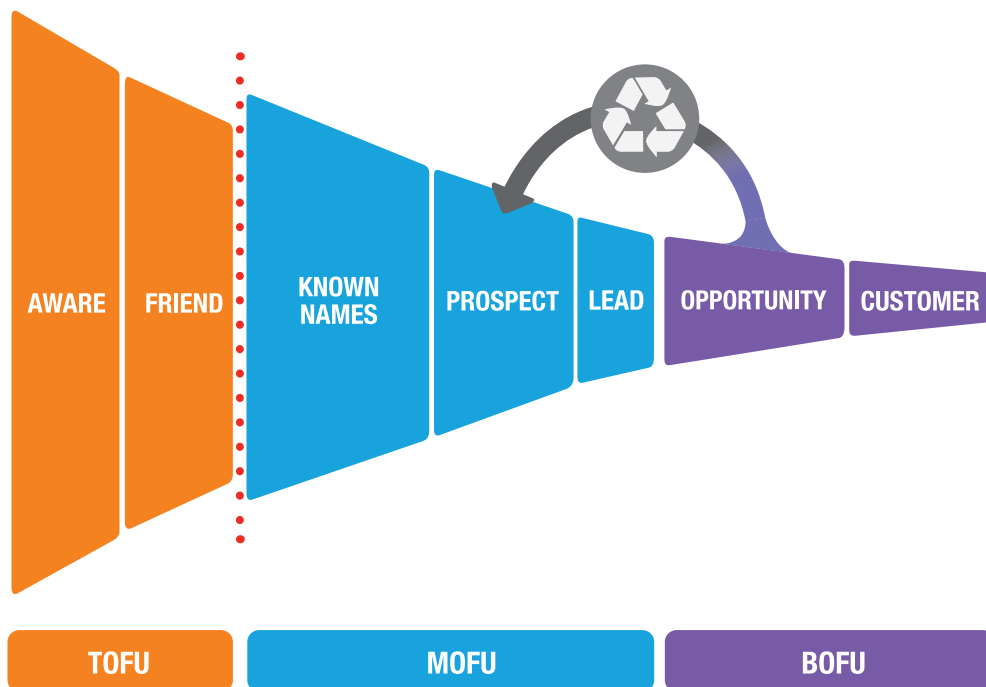 AWARE
FRIEND
KNOWN
NAMES
PROSPECT
LEAD
OPPORTUNITY
CUSTOMER
TOFU
MOFU
BOFU